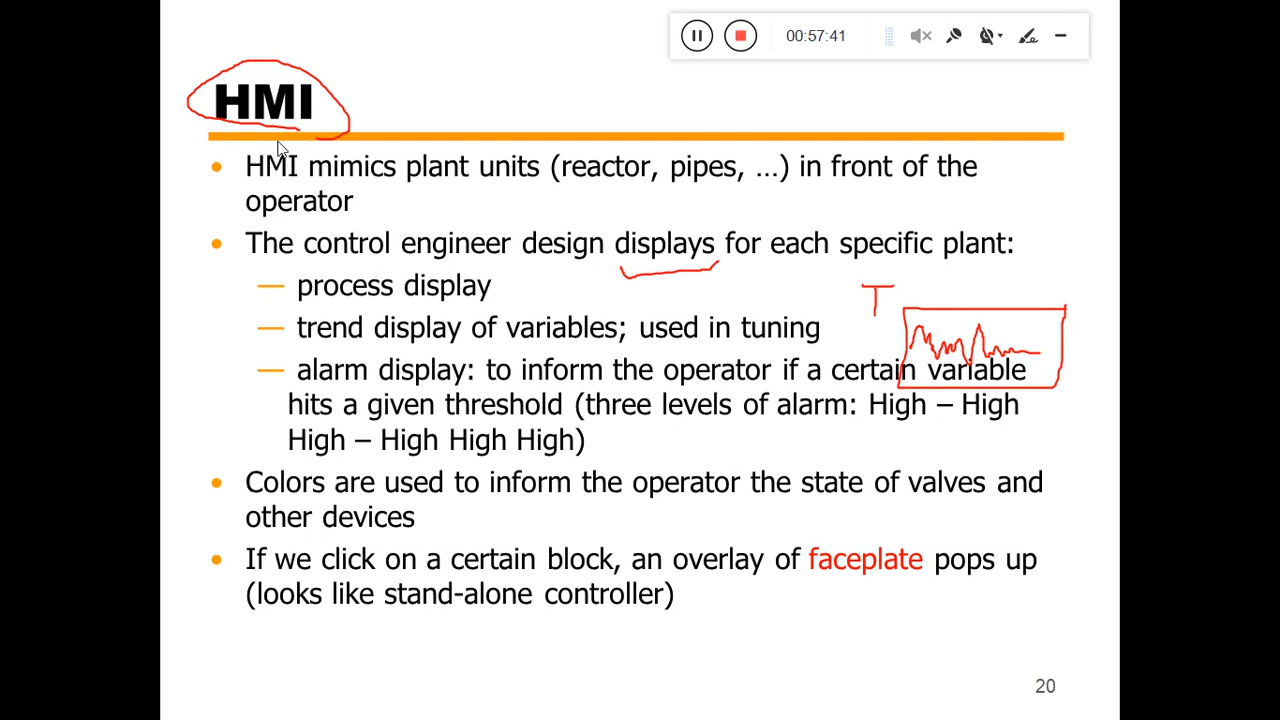 00:57:41
HMI
• HMI mimics plant units (reactor, pipes, ...) in front of the
operator
• The control engineer design displays for each specific plant:
— process display
T
— trend display of variables; used in tuning
— alarm display: to inform the operator if a certain variable
hits a given threshold (three levels of alarm: High – High
High – High High High)
• Colors are used to inform the operator the state of valves and
other devices
• If we click on a certain block, an overlay of faceplate pops up
(looks like stand-alone controller)
20